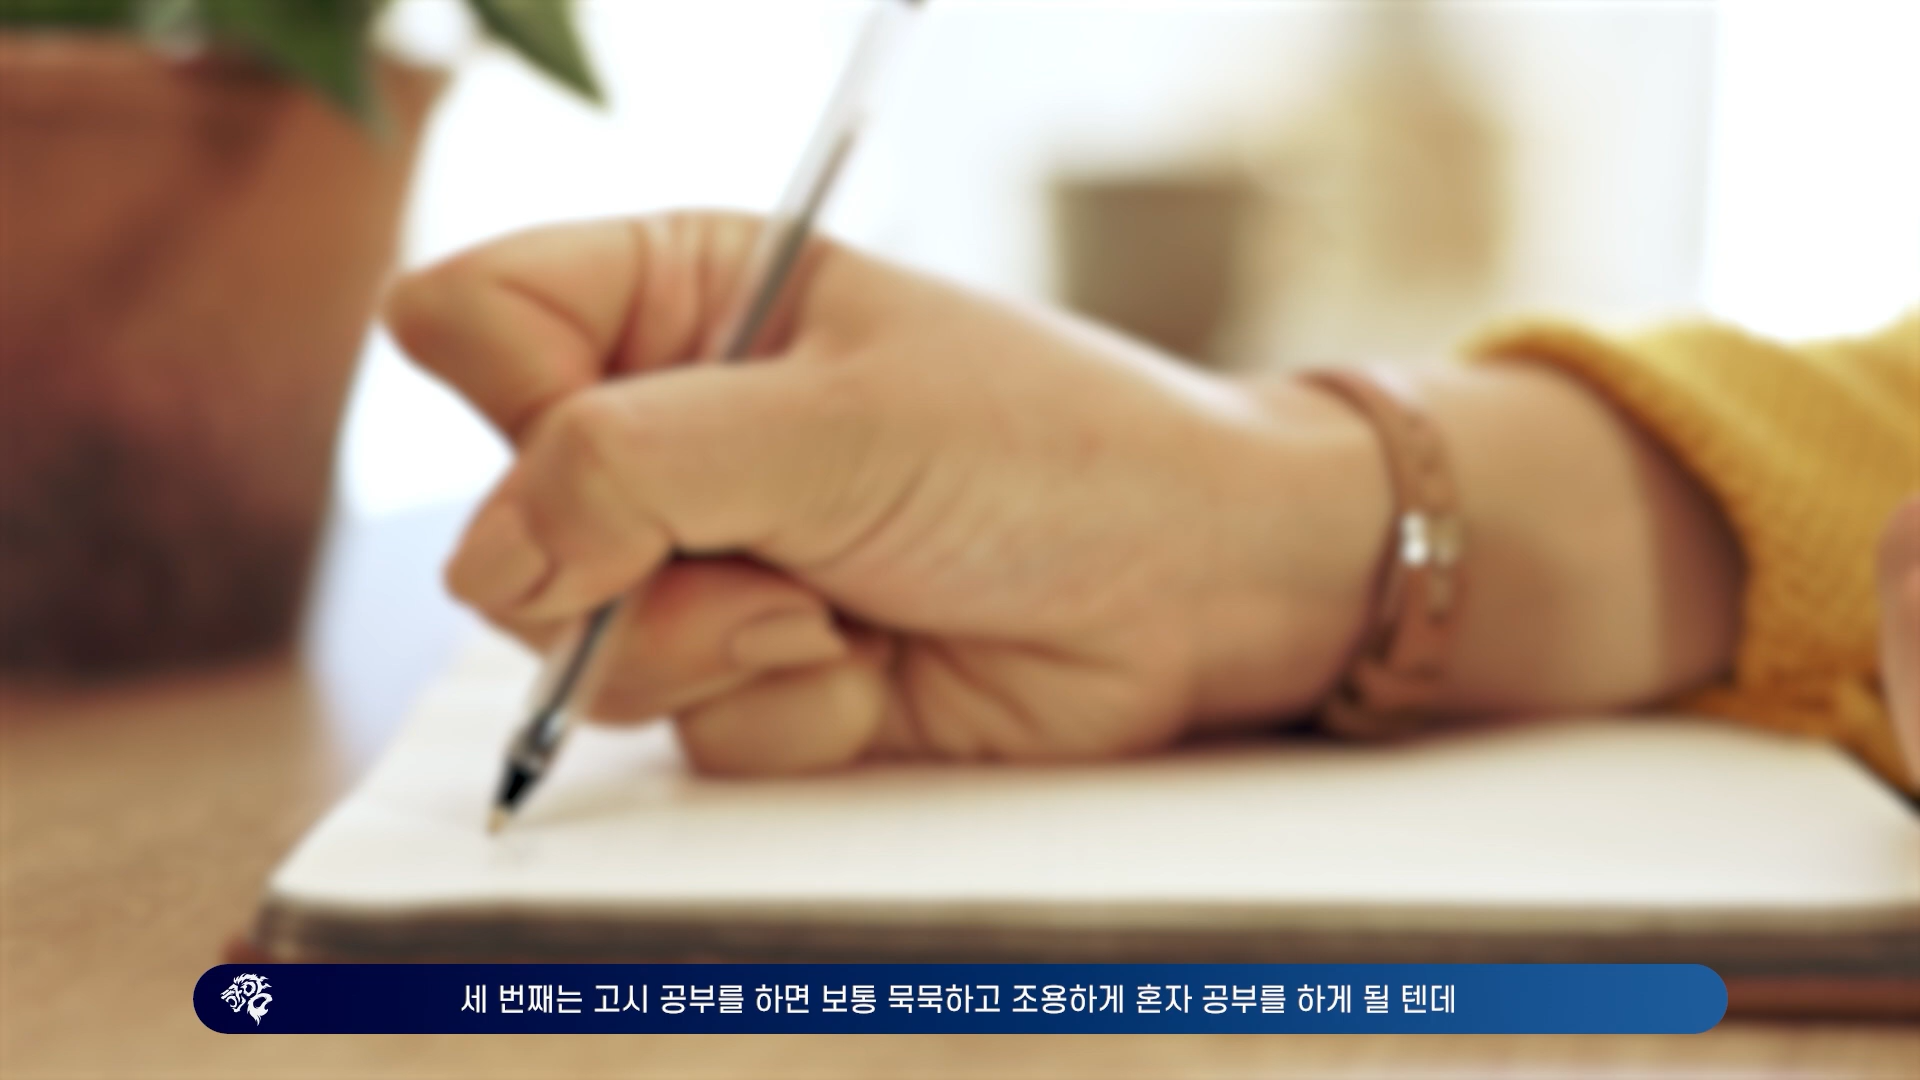 세 번째는 고시 공부를 하면 보통 묵묵하고 조용하게 혼자 공부를 하게 될 텐데